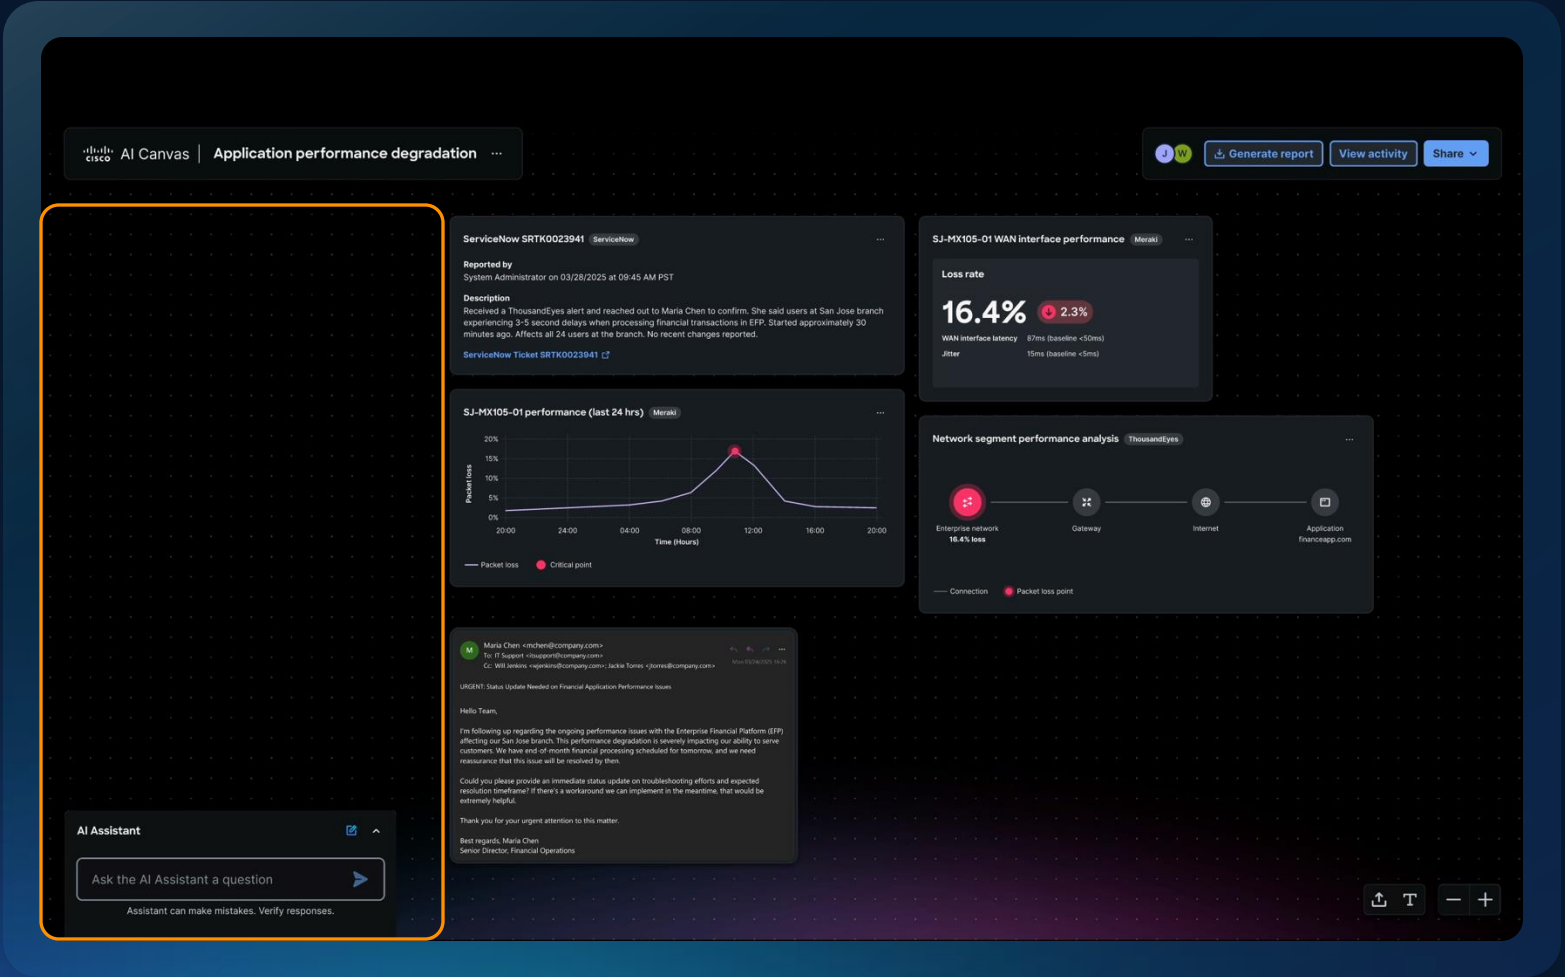 CISCO AI Canvas | Application performance degradation ...
J W Generate report View activity Share
ServiceNow SRTK0023941 ServiceNow ...
Reported by
System Administrator on 03/28/2025 at 09:45 AM PST
Description
Received a ThousandEyes alert and reached out to Maria Chen to confirm. She said users at San Jose branch
experiencing 3-5 second delays when processing financial transactions in EFP. Started approximately 30
minutes ago. Affects all 24 users at the branch. No recent changes reported.
ServiceNow Ticket SRTK0023941
SJ-MX105-01 WAN interface performance Meraki ...
Loss rate
16.4% 2.3%
WAN interface latency 87ms (baseline <50ms)
Jitter 15ms (baseline <5ms)
SJ-MX105-01 performance (last 24 hrs) Meraki ...
Packet loss
20%
15%
10%
5%
0%
20:00 24:00 04:00 08:00 12:00 16:00 20:00
Time (Hours)
Packet loss Critical point
Network segment performance analysis ThousandEyes ...
Enterprise network Gateway Internet Application
16.4% loss financeapp.com
Connection Packet loss point
M
Maria Chen <mchen@company.com>
To: IT Support <itsupport@company.com>
Cc: Will Jenkins <wjenkins@company.com>; Jackie Torres <jtorres@company.com>
URGENT: Status Update Needed on Financial Application Performance Issues
Hello Team,
I'm following up regarding the ongoing performance issues with the Enterprise Financial Platform (EFP)
affecting our San Jose branch. This performance degradation is severely impacting our ability to serve
customers. We have end-of-month financial processing scheduled for tomorrow, and we need
reassurance that this issue will be resolved by then.
Could you please provide an immediate status update on troubleshooting efforts and expected
resolution timeframe? If there's a workaround we can implement in the meantime, that would be
extremely helpful.
Thank you for your urgent attention to this matter.
Best regards, Maria Chen
Senior Director, Financial Operations
AI Assistant
Ask the AI Assistant a question
Assistant can make mistakes. Verify responses.
T